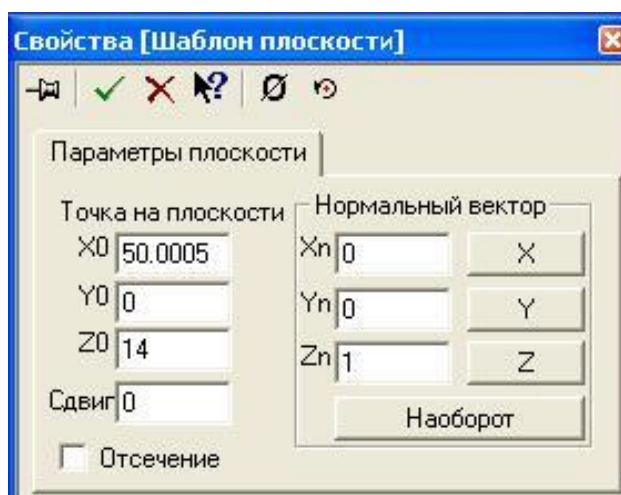 Свойства [Шаблон плоскости]
Параметры плоскости
Точка на плоскости
X0 50.0005
Y0 0
Z0 14
Сдвиг 0
Отсечение
Нормальный вектор
Xn 0 X
Yn 0 Y
Zn 1 Z
Наоборот